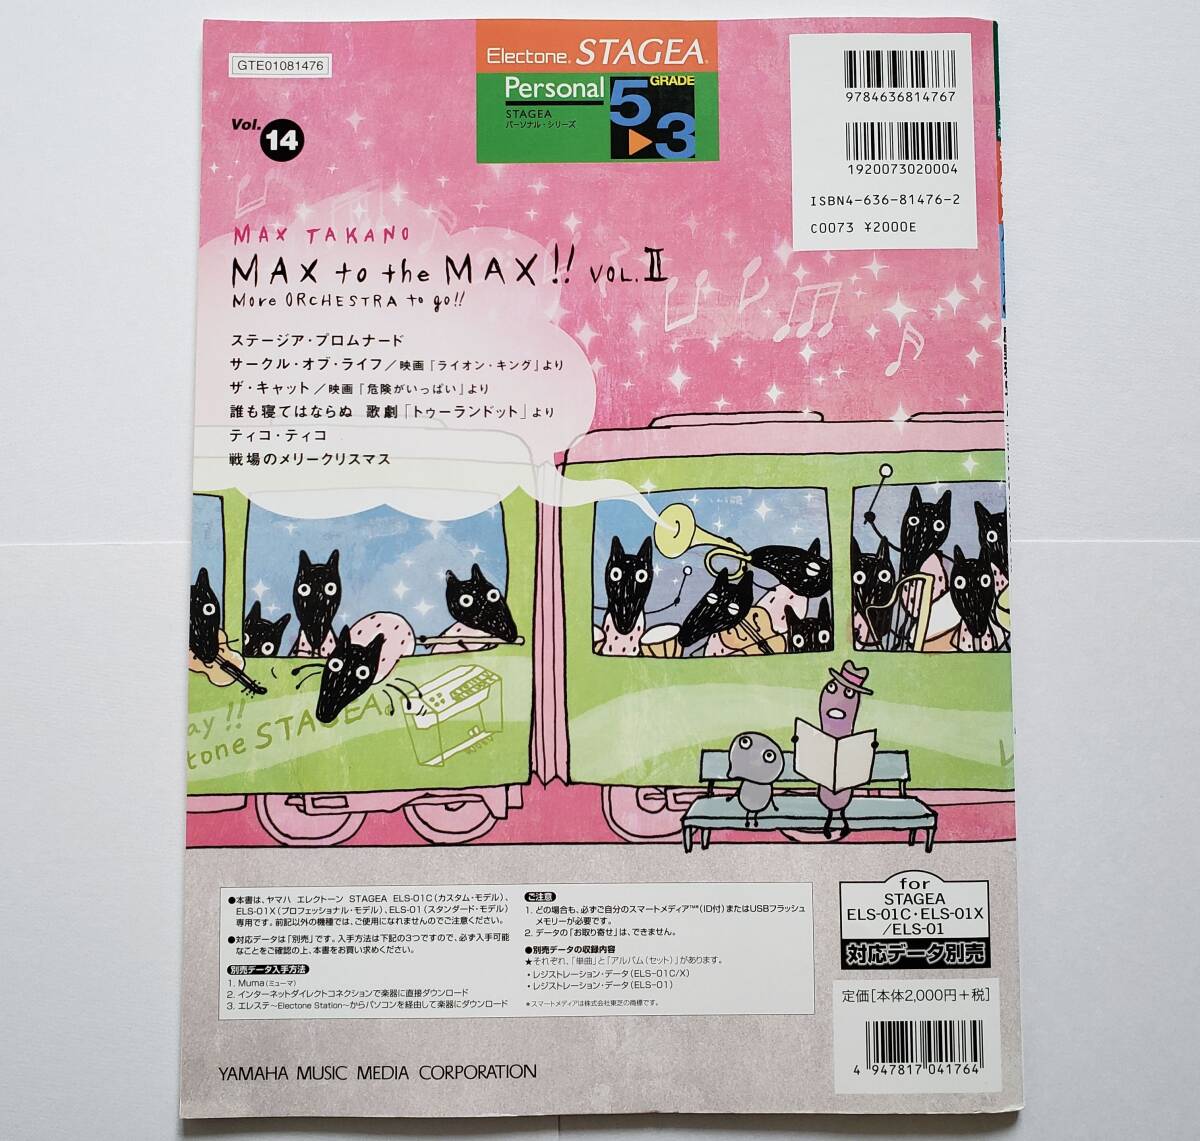 GTE01081476
Vol.
14
Electone® STAGEA®
Personal
STAGEA
パーソナル・シリーズ
GRADE
5▶3
9784636814767
1920073020004
ISBN4-636-81476-2
C0073 ¥2000E
MAX TAKANO
MAX to the MAX!! VOL.Ⅱ
More ORCHESTRA to go!!
ステージア・プロムナード
サークル・オブ・ライフ／映画「ライオン・キング」より
ザ・キャット／映画「危険がいっぱい」より
誰も寝てはならぬ 歌劇「トゥーランドット」より
ティコ・ティコ
戦場のメリークリスマス
ay!!
ctone STAGEA
●本書は、ヤマハ エレクトーン STAGEA ELS-01C(カスタム・モデル)、
ELS-01X(プロフェッショナル・モデル)、ELS-01(スタンダード・モデル)
専用です。前記以外の機種では、ご使用になれませんのでご注意ください。
●対応データは「別売」です。入手方法は下記の3つですので、必ず入手可能
なことをご確認の上、本書をお買い求めください。
別売データ入手方法
1. Muma(ミューマ)
2. インターネットダイレクトコネクションで楽器に直接ダウンロード
3. エレステ〜Electone Station〜からパソコンを経由して楽器にダウンロード
ご注意
1. どの場合も、必ずご自分のスマートメディア™(ID付)またはUSBフラッシュ
メモリーが必要です。
2. データの「お取り寄せ」は、できません。
●別売データの収録内容
★それぞれ、「単曲」と「アルバム(セット)」があります。
・レジストレーション・データ(ELS-01C/X)
・レジストレーション・データ(ELS-01)
＊スマートメディアは株式会社東芝の商標です。
for
STAGEA
ELS-01C・ELS-01X
/ELS-01
対応データ別売
定価[本体2,000円+税]
4 947817 041764
YAMAHA MUSIC MEDIA CORPORATION